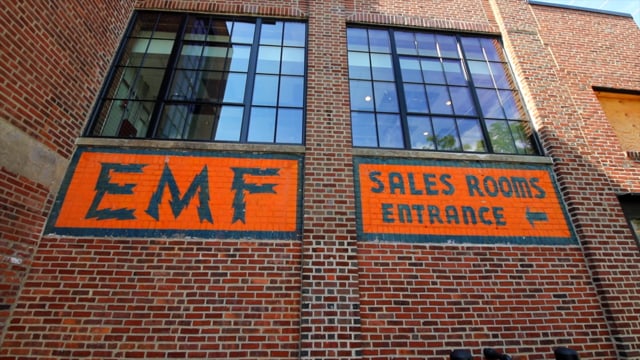 EMF
SALES ROOMS
ENTRANCE ←